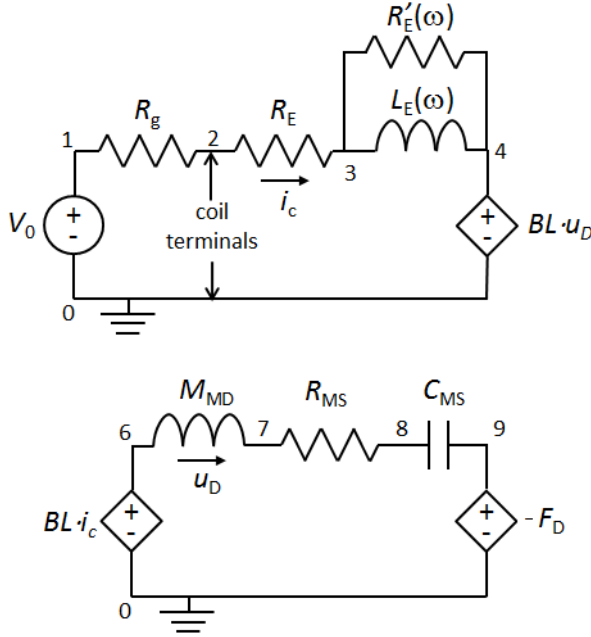 R′E(ω)
LE(ω)
Rg
RE
1
2
3
4
ic
V0
+
-
coil
terminals
+
-
BL·uD
0
MMD
RMS
CMS
6
7
8
9
uD
BL·ic
+
-
+
-
- FD
0